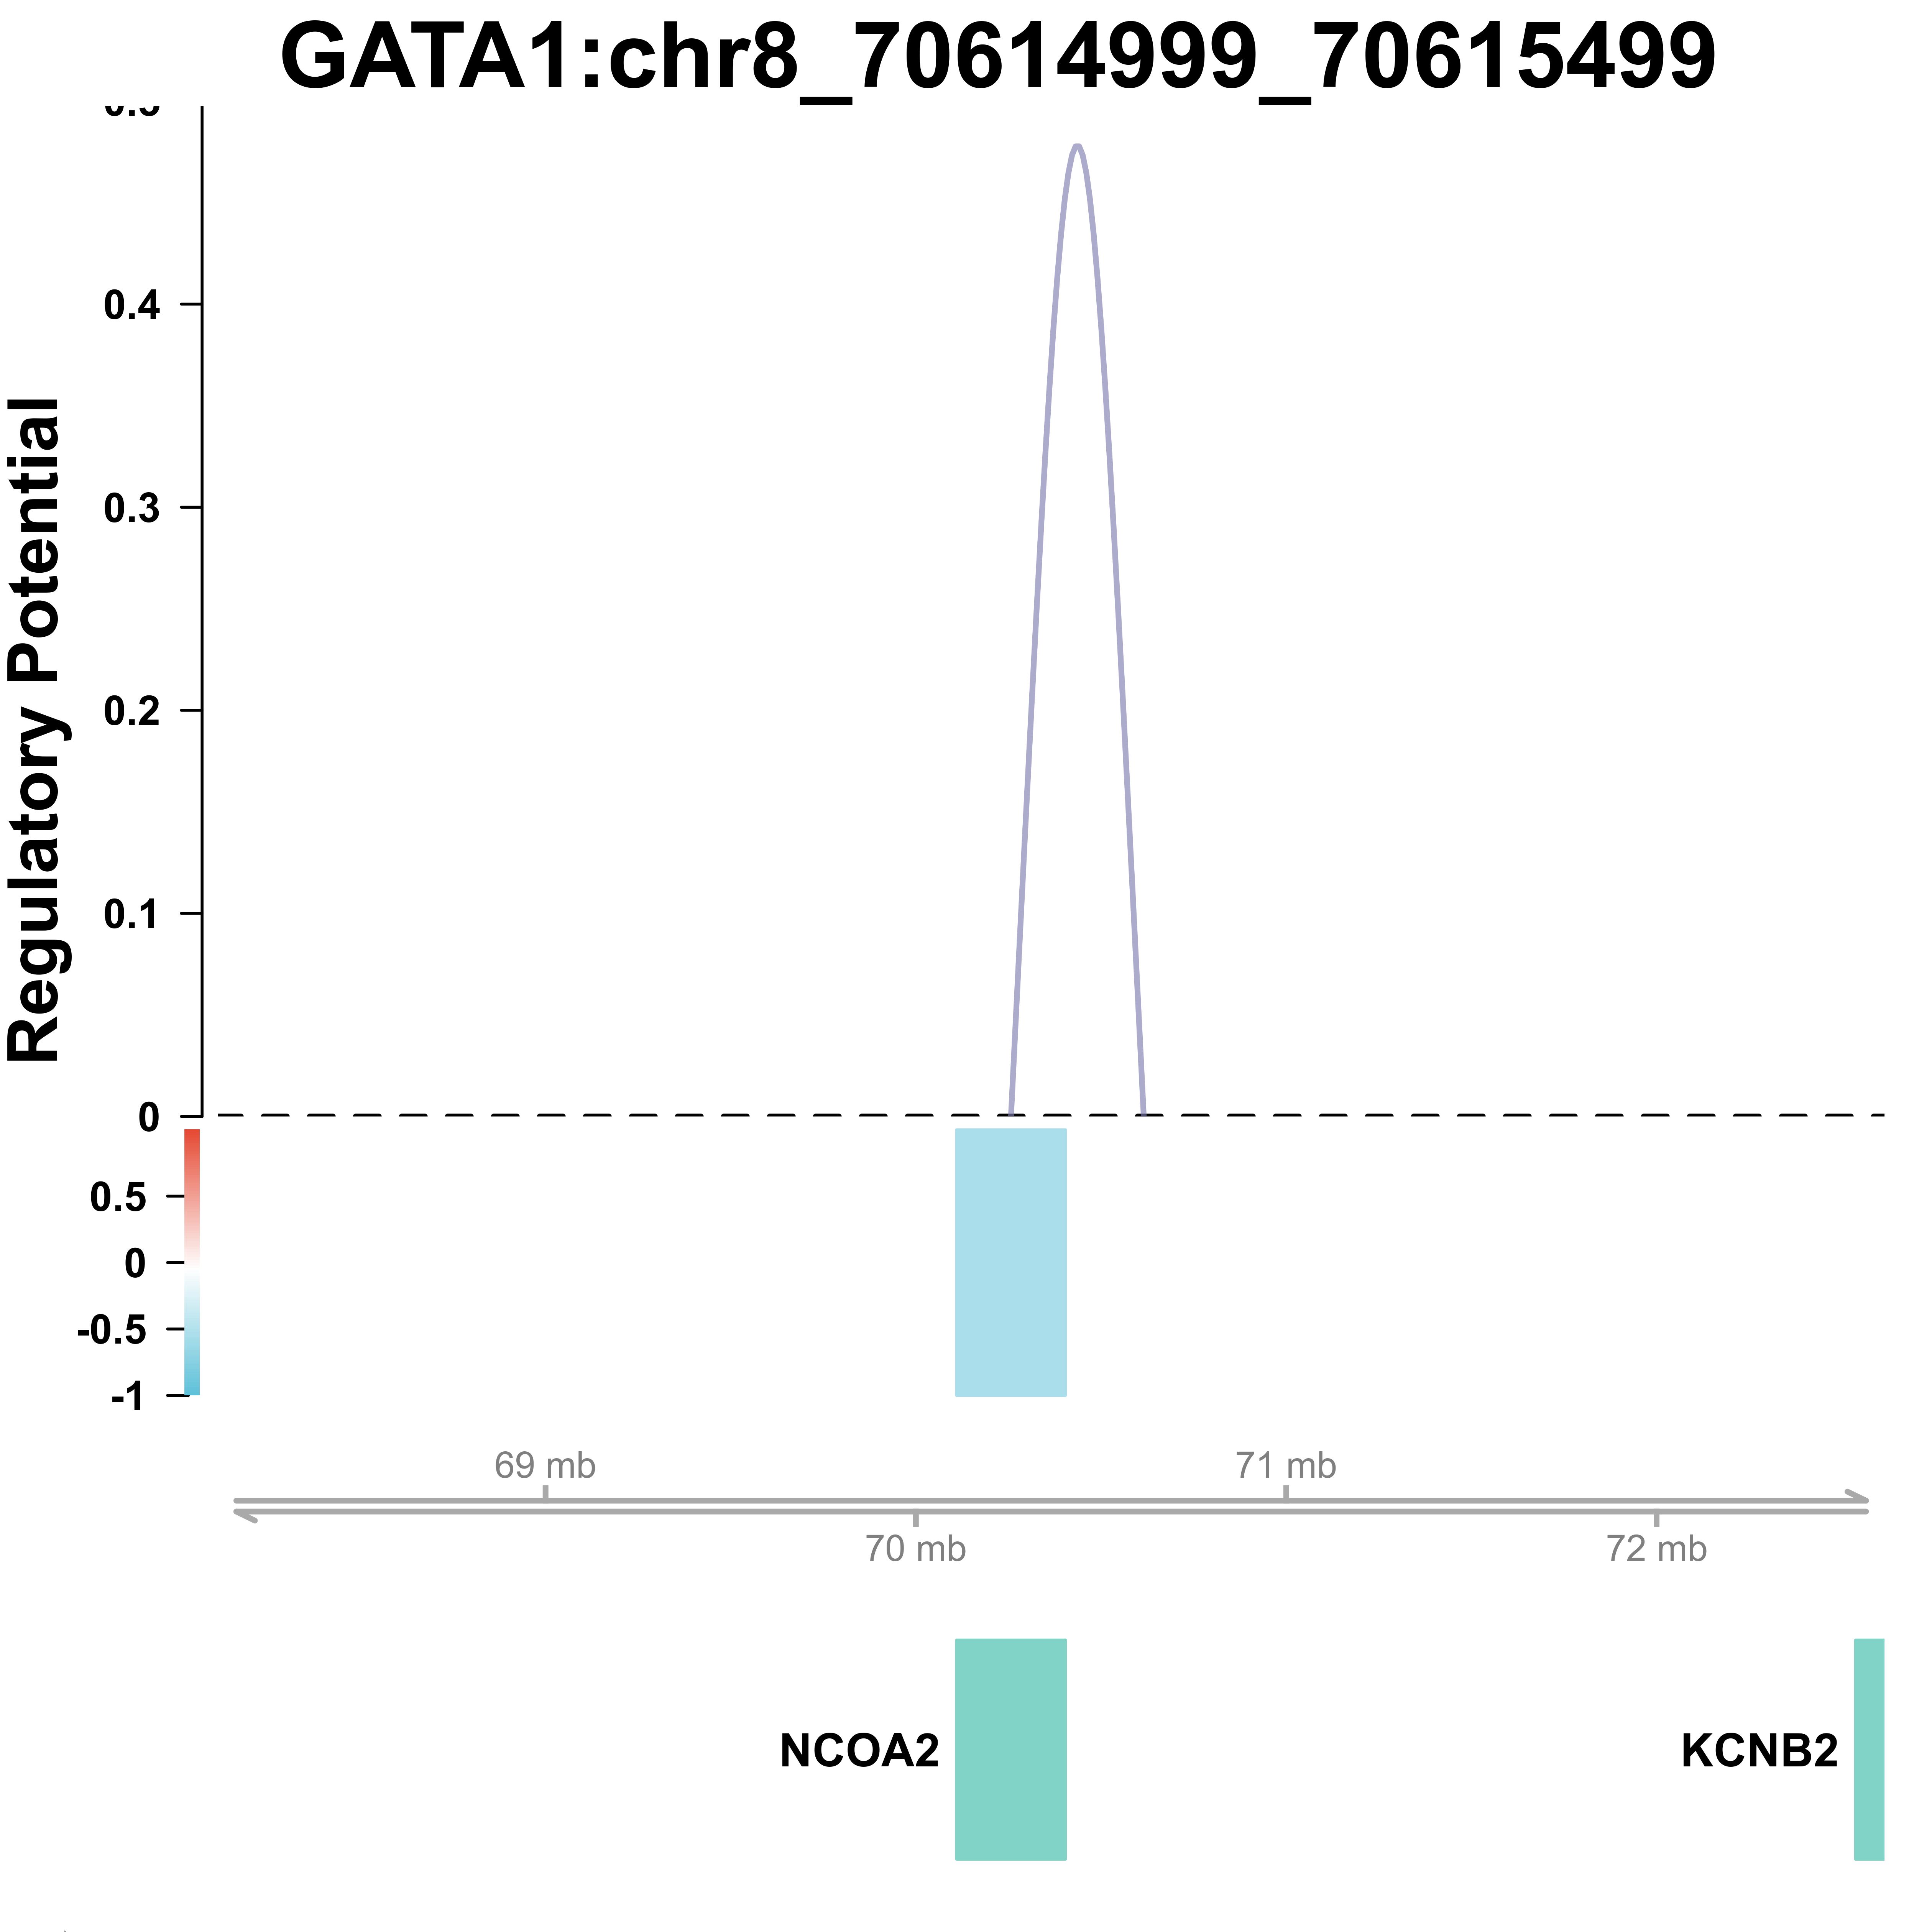 GATA1:chr8_70614999_70615499
Regulatory Potential
0.4
0.3
0.2
0.1
0
0.5
0
-0.5
-1
69 mb
71 mb
70 mb
72 mb
NCOA2
KCNB2